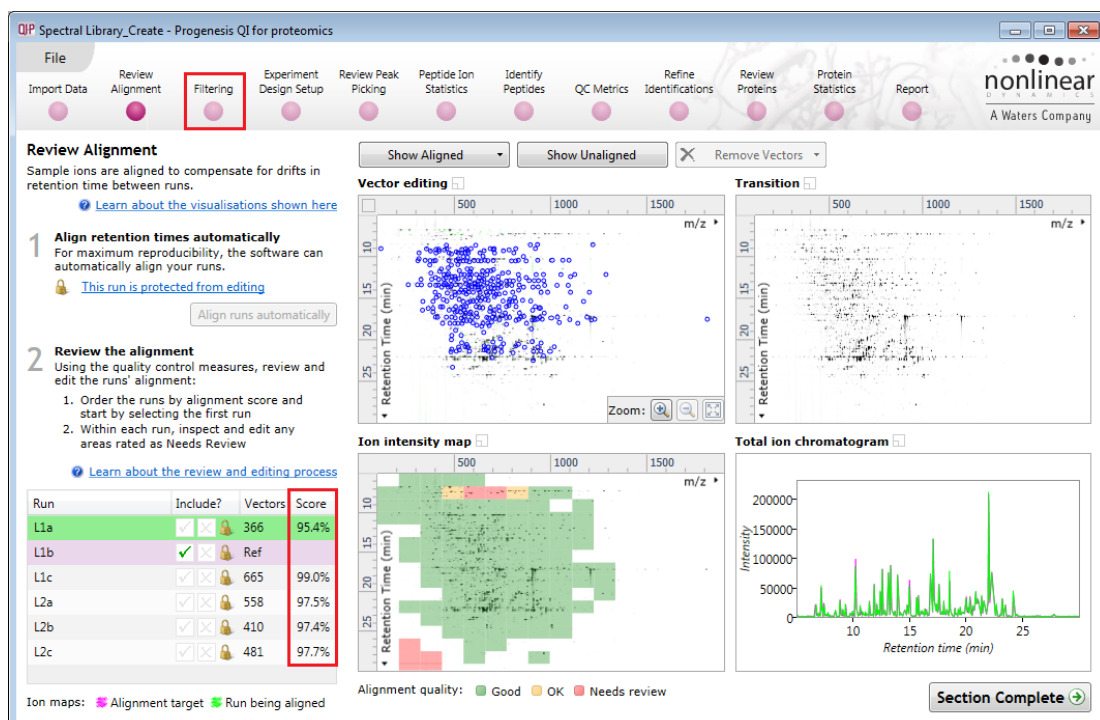 QIP Spectral Library_Create - Progenesis QI for proteomics
File
Import Data
Review
Alignment
Filtering
Experiment
Design Setup
Review Peak
Picking
Peptide Ion
Statistics
Identify
Peptides
QC Metrics
Refine
Identifications
Review
Proteins
Protein
Statistics
Report
nonlinear
DYNAMICS
A Waters Company
Review Alignment
Sample ions are aligned to compensate for drifts in
retention time between runs.
Learn about the visualisations shown here
1 Align retention times automatically
For maximum reproducibility, the software can
automatically align your runs.
This run is protected from editing
Align runs automatically
2 Review the alignment
Using the quality control measures, review and
edit the runs' alignment:
1. Order the runs by alignment score and
start by selecting the first run
2. Within each run, inspect and edit any
areas rated as Needs Review
Learn about the review and editing process
Run Include? Vectors Score
L1a 366 95.4%
L1b Ref
L1c 665 99.0%
L2a 558 97.5%
L2b 410 97.4%
L2c 481 97.7%
Ion maps: Alignment target Run being aligned
Show Aligned Show Unaligned Remove Vectors
Vector editing
500 1000 1500
m/z
10
15
20
25
Retention Time (min)
Zoom:
Transition
500 1000 1500
m/z
10
15
20
25
Retention Time (min)
Ion intensity map
500 1000 1500
m/z
10
15
20
25
Retention Time (min)
Alignment quality: Good OK Needs review
Total ion chromatogram
200000
150000
100000
50000
0
Intensity
10 15 20 25
Retention time (min)
Section Complete